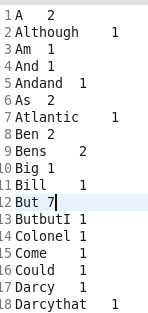 1 A	2
2 Although	1
3 Am	1
4 And	1
5 Andand	1
6 As	2
7 Atlantic	1
8 Ben	2
9 Bens	2
10 Big	1
11 Bill	1
12 But	7
13 ButbutI	1
14 Colonel	1
15 Come	1
16 Could	1
17 Darcy	1
18 Darcythat	1